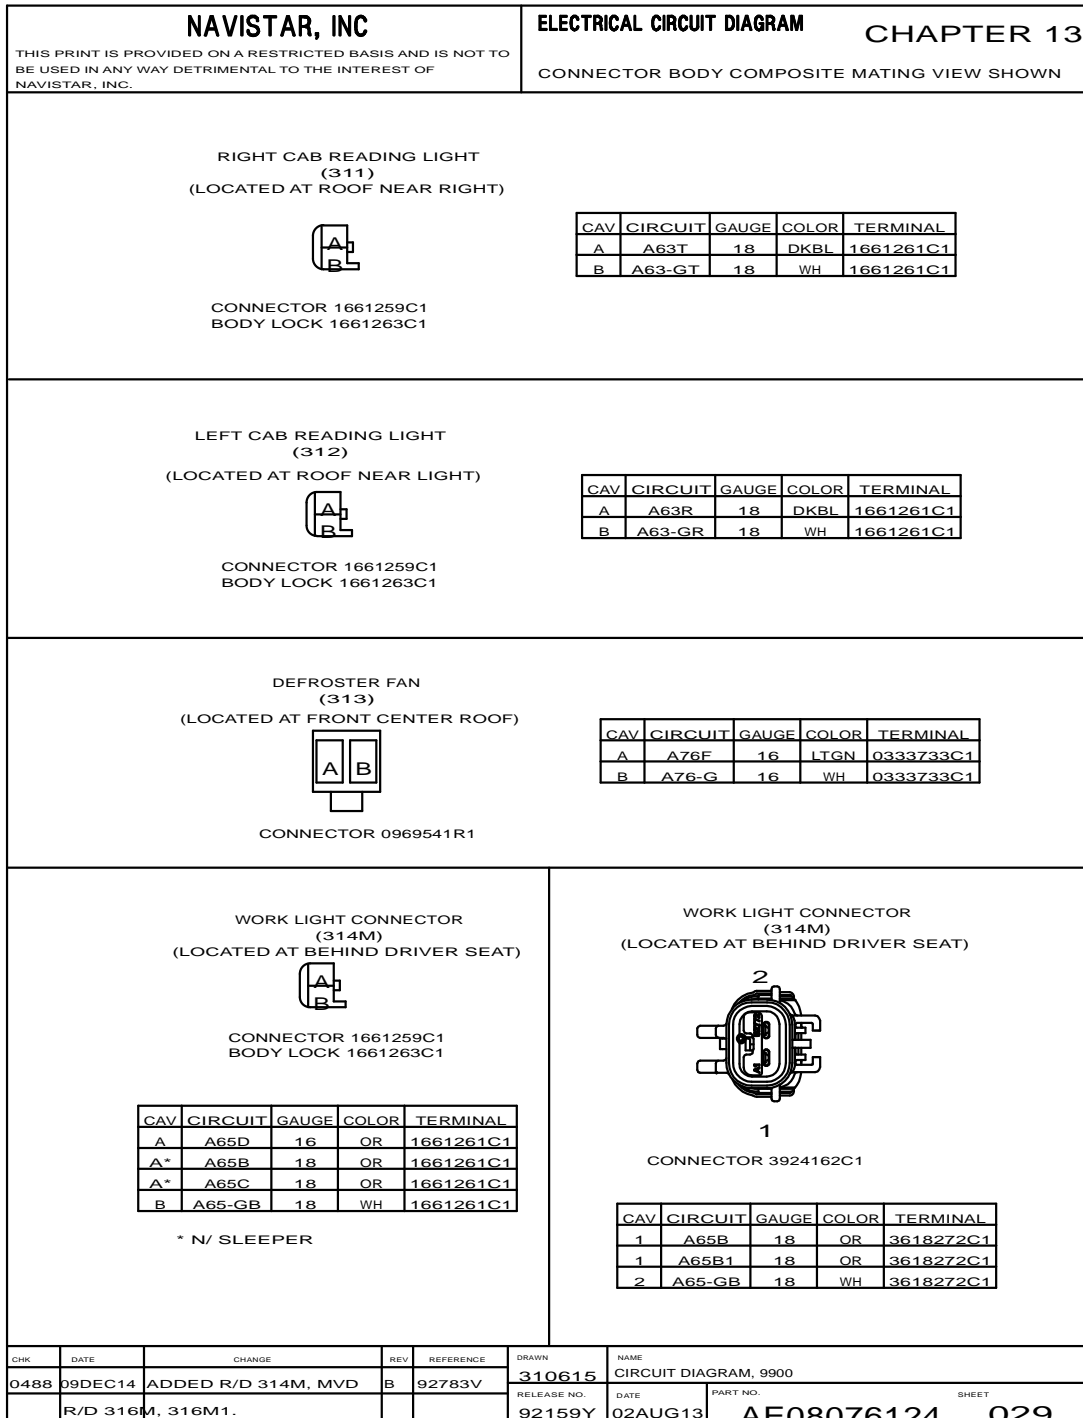 NAVISTAR, INC
THIS PRINT IS PROVIDED ON A RESTRICTED BASIS AND IS NOT TO
BE USED IN ANY WAY DETRIMENTAL TO THE INTEREST OF
NAVISTAR, INC.
ELECTRICAL CIRCUIT DIAGRAM
CHAPTER 13
CONNECTOR BODY COMPOSITE MATING VIEW SHOWN
RIGHT CAB READING LIGHT
(311)
(LOCATED AT ROOF NEAR RIGHT)
A
B
CONNECTOR 1661259C1
BODY LOCK 1661263C1
CAV CIRCUIT GAUGE COLOR TERMINAL
A A63T 18 DKBL 1661261C1
B A63-GT 18 WH 1661261C1
LEFT CAB READING LIGHT
(312)
(LOCATED AT ROOF NEAR LIGHT)
A
B
CONNECTOR 1661259C1
BODY LOCK 1661263C1
CAV CIRCUIT GAUGE COLOR TERMINAL
A A63R 18 DKBL 1661261C1
B A63-GR 18 WH 1661261C1
DEFROSTER FAN
(313)
(LOCATED AT FRONT CENTER ROOF)
A B
CONNECTOR 0969541R1
CAV CIRCUIT GAUGE COLOR TERMINAL
A A76F 16 LTGN 0333733C1
B A76-G 16 WH 0333733C1
WORK LIGHT CONNECTOR
(314M)
(LOCATED AT BEHIND DRIVER SEAT)
A
B
CONNECTOR 1661259C1
BODY LOCK 1661263C1
CAV CIRCUIT GAUGE COLOR TERMINAL
A A65D 16 OR 1661261C1
A* A65B 18 OR 1661261C1
A* A65C 18 OR 1661261C1
B A65-GB 18 WH 1661261C1
* N/ SLEEPER
WORK LIGHT CONNECTOR
(314M)
(LOCATED AT BEHIND DRIVER SEAT)
2
1
CONNECTOR 3924162C1
CAV CIRCUIT GAUGE COLOR TERMINAL
1 A65B 18 OR 3618272C1
1 A65B1 18 OR 3618272C1
2 A65-GB 18 WH 3618272C1
CHK DATE CHANGE REV REFERENCE
0488 09DEC14 ADDED R/D 314M, MVD B 92783V
R/D 316M, 316M1.
DRAWN
310615
NAME
CIRCUIT DIAGRAM, 9900
RELEASE NO.
92159Y
DATE
02AUG13
PART NO.
AE08076124
SHEET
029